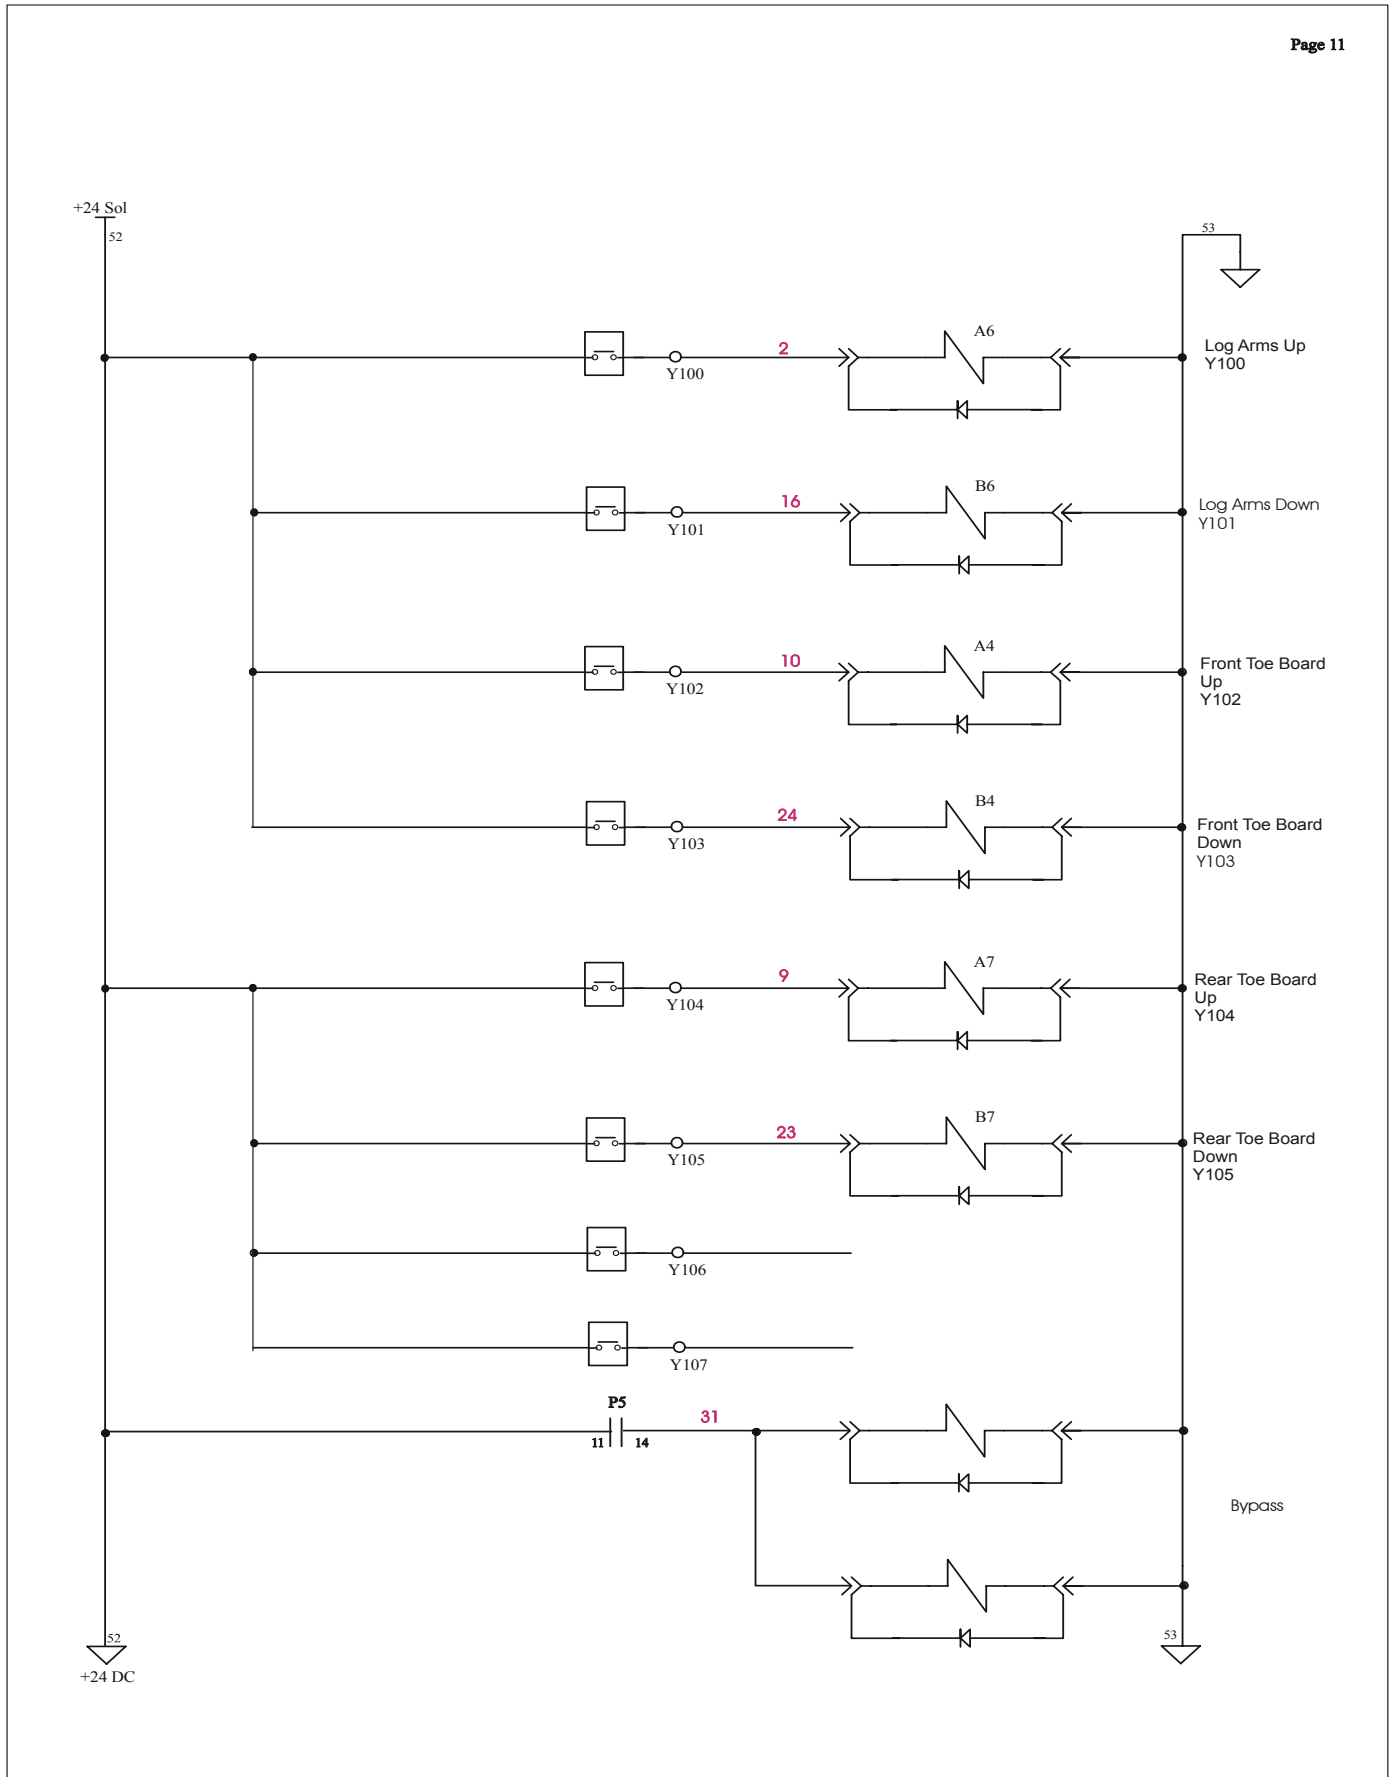 Page 11
+24 Sol
52
53
A6
2
Y100
Log Arms Up
Y100
B6
16
Y101
Log Arms Down
Y101
A4
10
Y102
Front Toe Board
Up
Y102
B4
24
Y103
Front Toe Board
Down
Y103
A7
9
Y104
Rear Toe Board
Up
Y104
B7
23
Y105
Rear Toe Board
Down
Y105
Y106
Y107
P5
31
11 14
Bypass
52
53
+24 DC